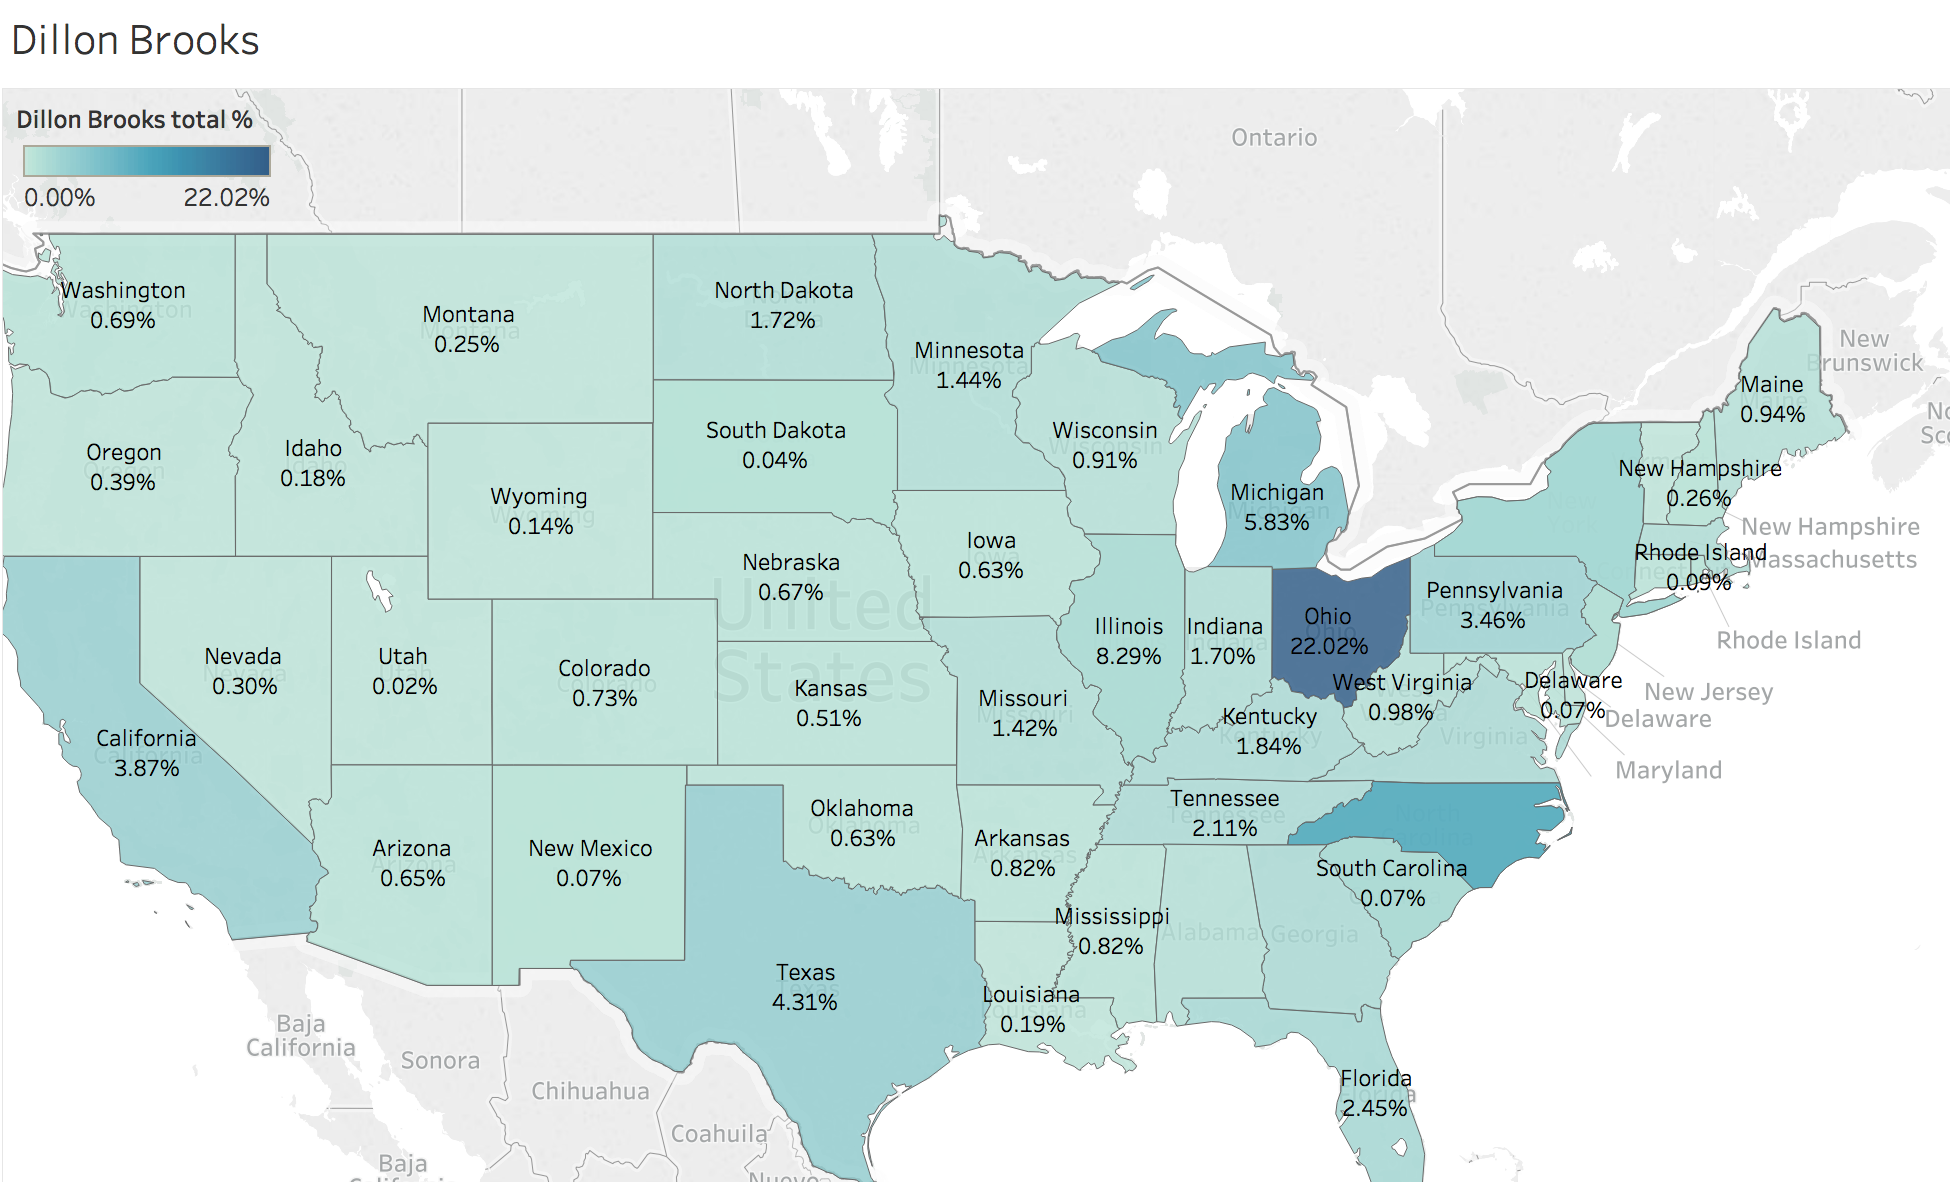 Dillon Brooks
Dillon Brooks total %
0.00% 22.02%
Ontario
New
Brunswick
United
States
Washington
0.69%
Montana
0.25%
North Dakota
1.72%
Minnesota
1.44%
Maine
0.94%
Oregon
0.39%
Idaho
0.18%
Wyoming
0.14%
South Dakota
0.04%
Wisconsin
0.91%
Michigan
5.83%
New Hampshire
0.26%
New Hampshire
Massachusetts
Rhode Island
0.09%
Rhode Island
Nebraska
0.67%
Iowa
0.63%
Illinois
8.29%
Indiana
1.70%
Ohio
22.02%
Pennsylvania
3.46%
New Jersey
Nevada
0.30%
Utah
0.02%
Colorado
0.73%
Kansas
0.51%
Missouri
1.42%
Kentucky
1.84%
West Virginia
0.98%
Delaware
0.07%
Delaware
Virginia
Maryland
California
3.87%
Arizona
0.65%
New Mexico
0.07%
Oklahoma
0.63%
Arkansas
0.82%
Tennessee
2.11%
North
South Carolina
0.07%
Mississippi
0.82%
Alabama
Georgia
Texas
4.31%
Louisiana
0.19%
Florida
2.45%
Baja
California
Sonora
Chihuahua
Coahuila
Baja